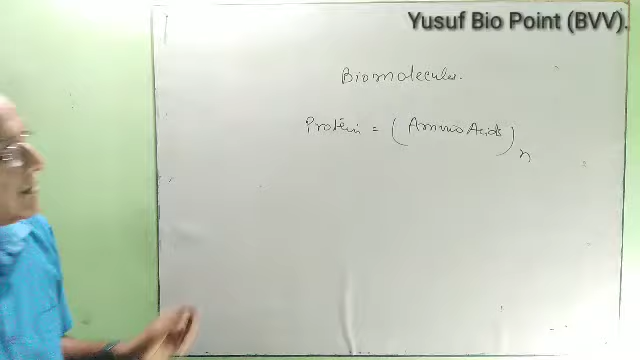 Yusuf Bio Point (BVV).
Biomolecules.
Protein = (Amino Acids)n